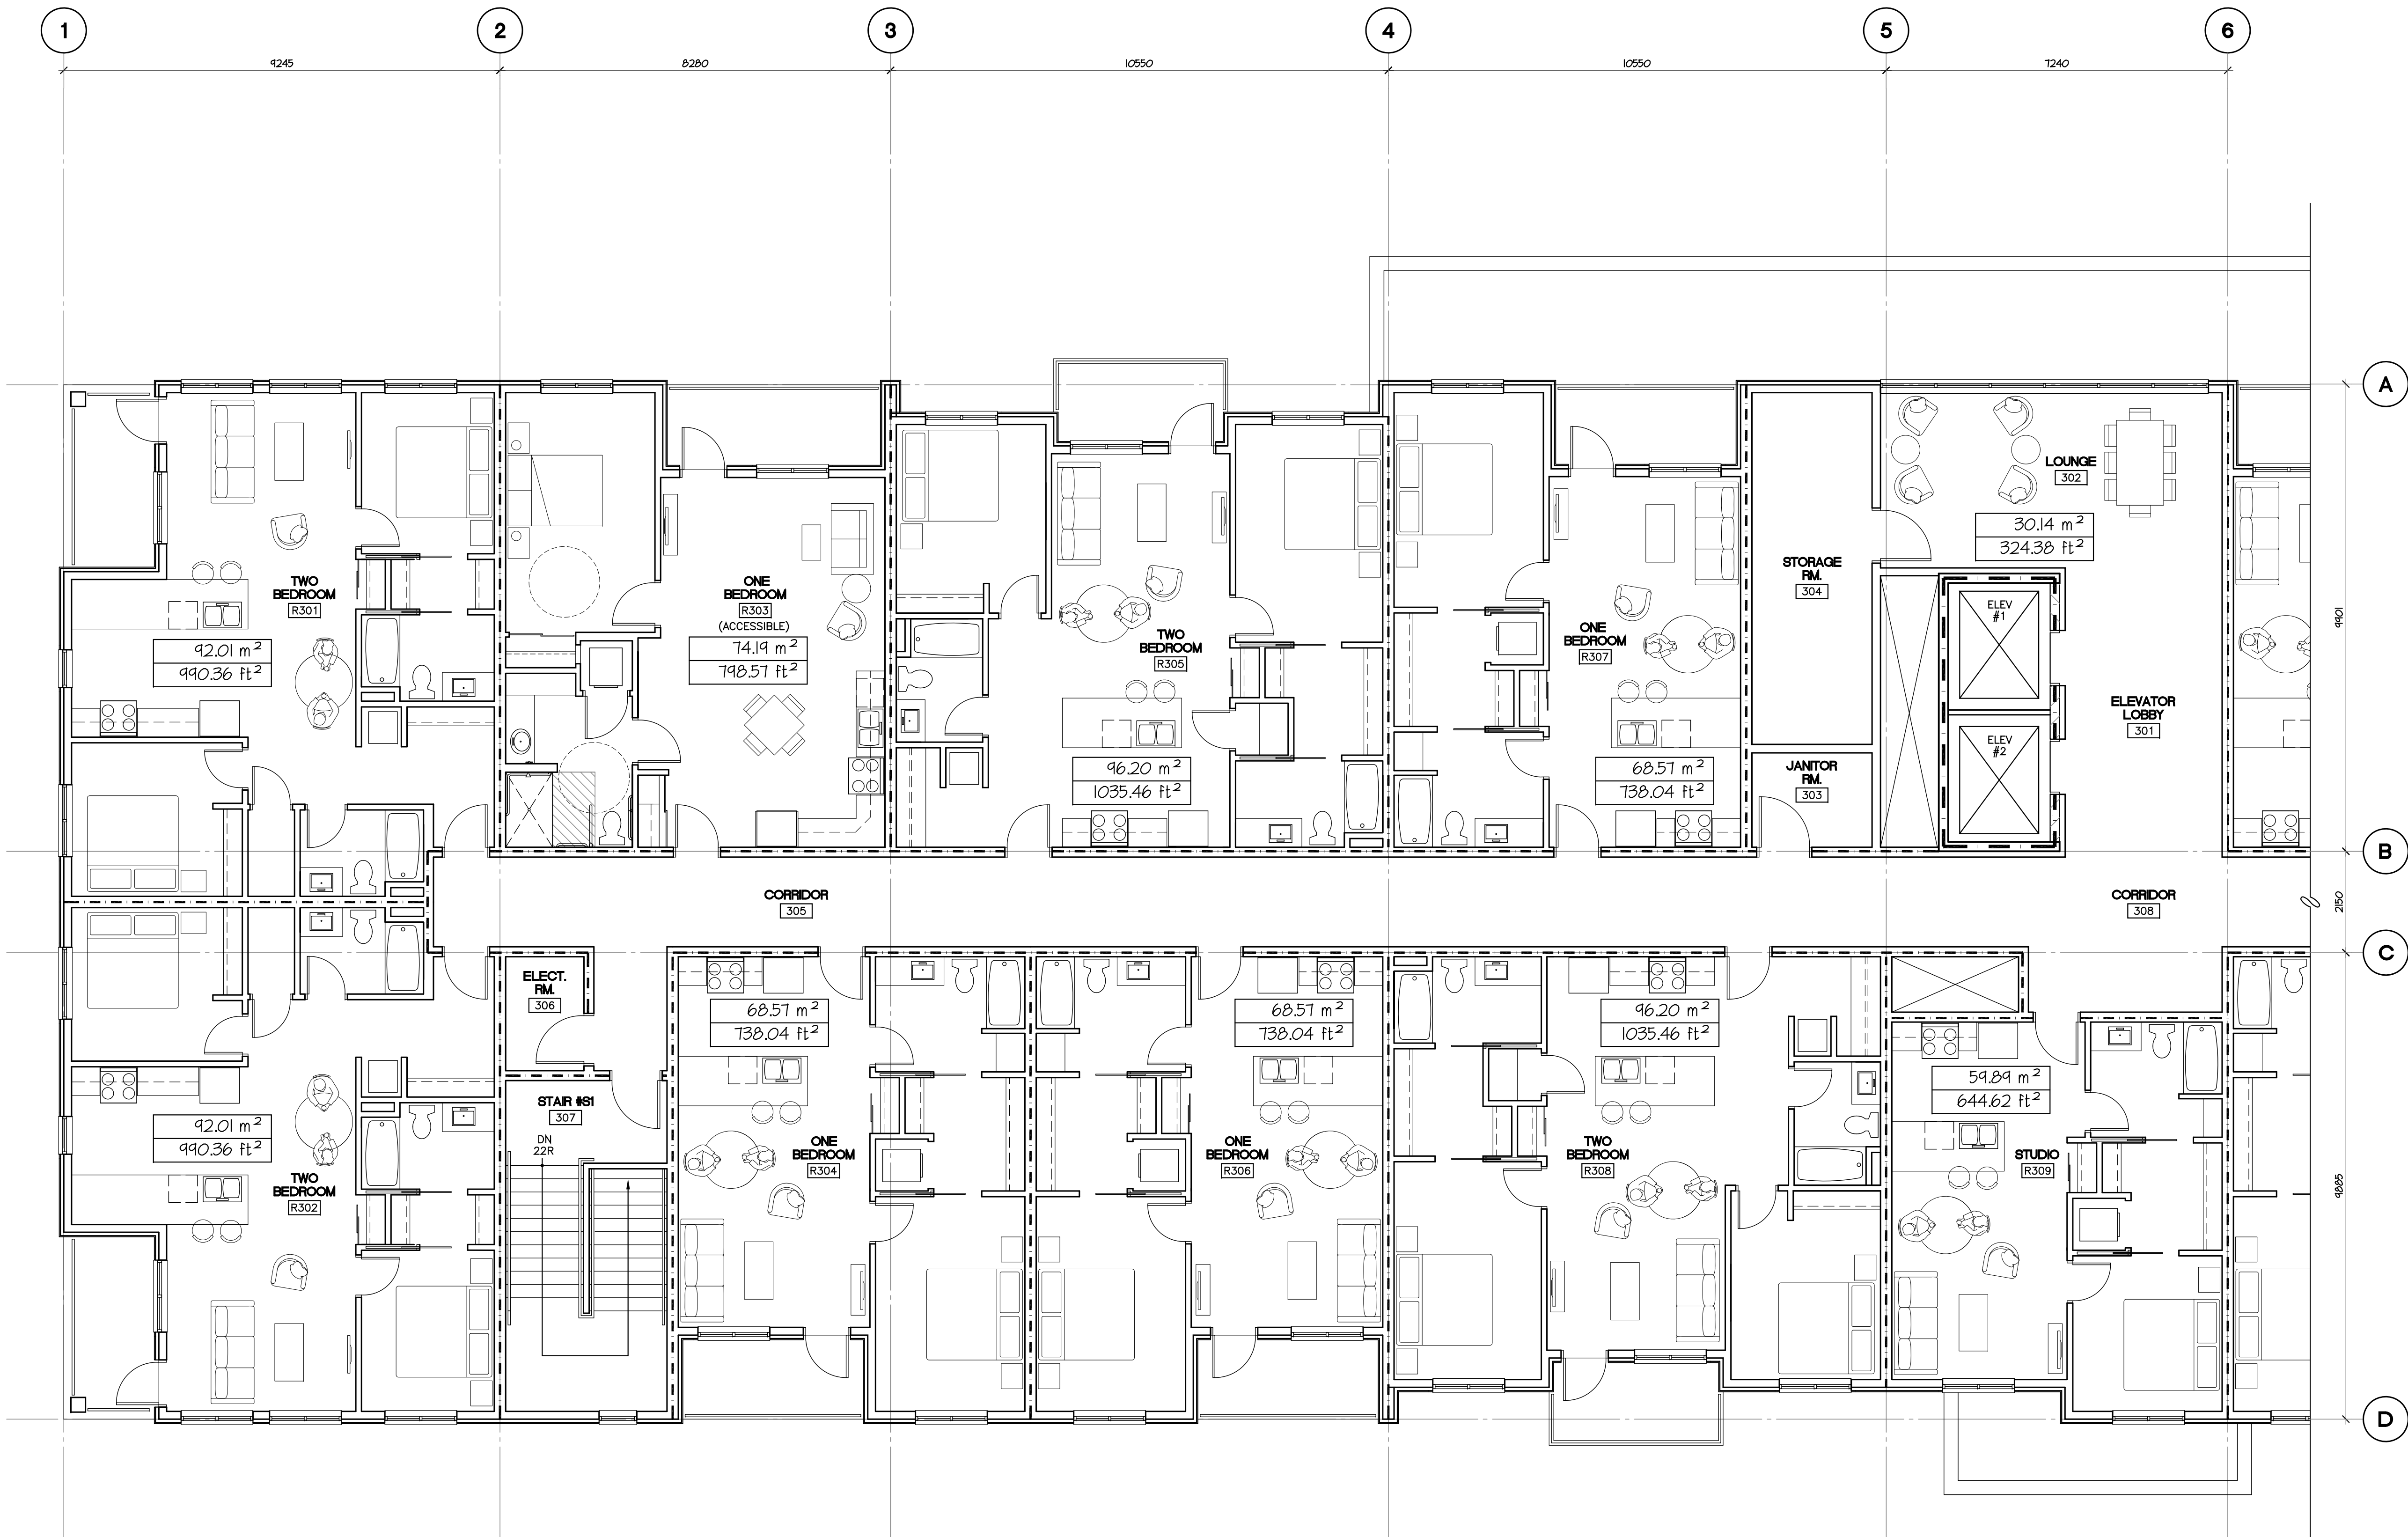 1
2
3
4
5
6
9245
8280
10550
10550
7240
A
B
C
D
9901
2150
9885
TWO
BEDROOM
R301
92.01 m²
990.36 ft²
ONE
BEDROOM
R303
(ACCESSIBLE)
74.19 m²
798.57 ft²
TWO
BEDROOM
R305
96.20 m²
1035.46 ft²
ONE
BEDROOM
R307
68.57 m²
738.04 ft²
STORAGE
RM.
304
JANITOR
RM.
303
LOUNGE
302
30.14 m²
324.38 ft²
ELEV
#1
ELEV
#2
ELEVATOR
LOBBY
301
CORRIDOR
305
CORRIDOR
308
92.01 m²
990.36 ft²
TWO
BEDROOM
R302
ELECT.
RM.
306
STAIR #S1
307
DN
22R
68.57 m²
738.04 ft²
ONE
BEDROOM
R304
68.57 m²
738.04 ft²
ONE
BEDROOM
R306
96.20 m²
1035.46 ft²
TWO
BEDROOM
R308
59.89 m²
644.62 ft²
STUDIO
R309